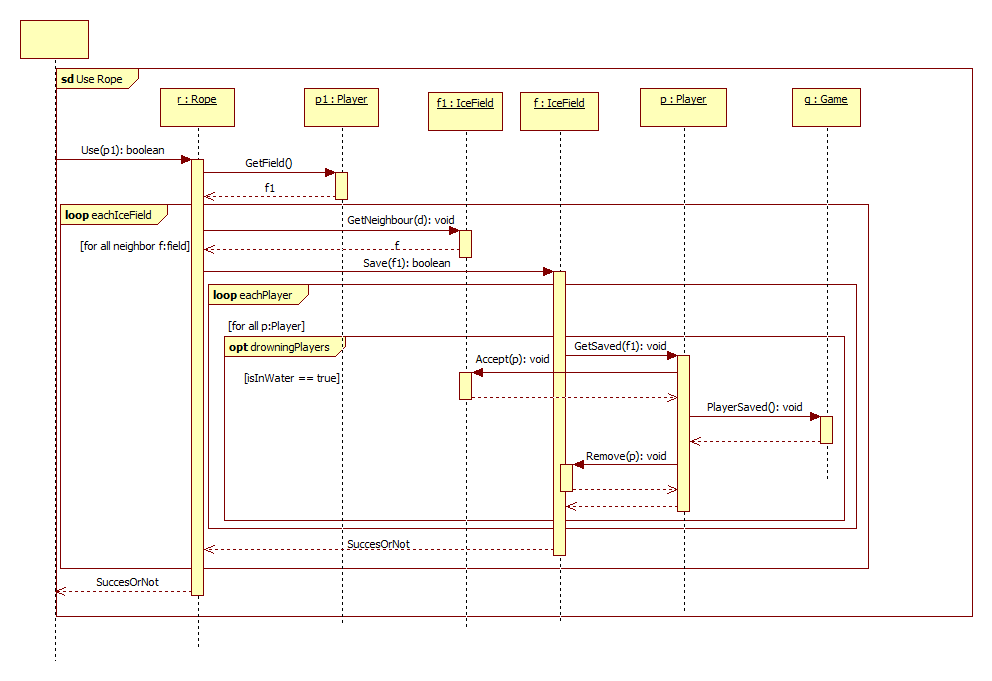 sd Use Rope
r : Rope
p1 : Player
f1 : IceField
f : IceField
p : Player
g : Game
Use(p1): boolean
GetField()
f1
loop eachIceField
GetNeighbour(d): void
[for all neighbor f:field]
f
Save(f1): boolean
loop eachPlayer
[for all p:Player]
opt drowningPlayers
GetSaved(f1): void
Accept(p): void
[isInWater == true]
PlayerSaved(): void
Remove(p): void
SuccesOrNot
SuccesOrNot